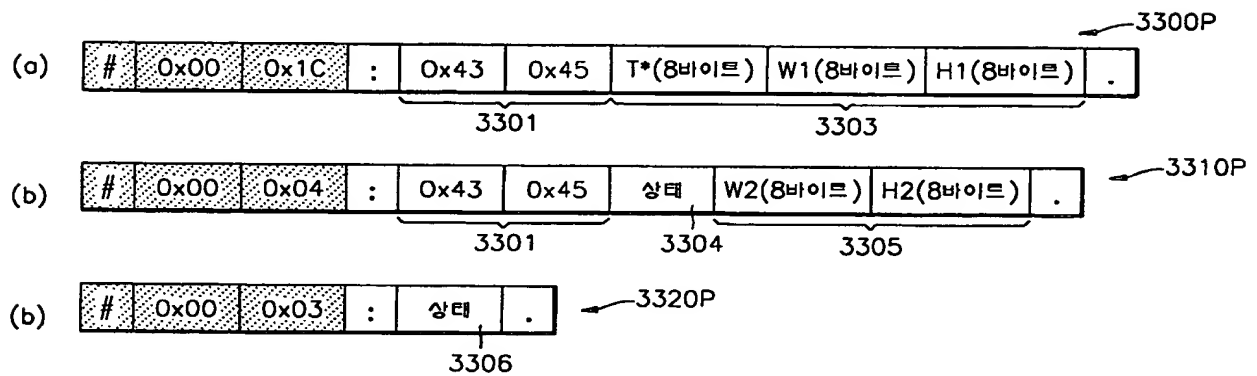 3300P
(a) # 0x00 0x1C : 0x43 0x45 T*(8바이트) W1(8바이트) H1(8바이트) .
3301 3303
(b) # 0x00 0x04 : 0x43 0x45 상태 W2(8바이트) H2(8바이트) . 3310P
3301 3304 3305
(b) # 0x00 0x03 : 상태 . 3320P
3306